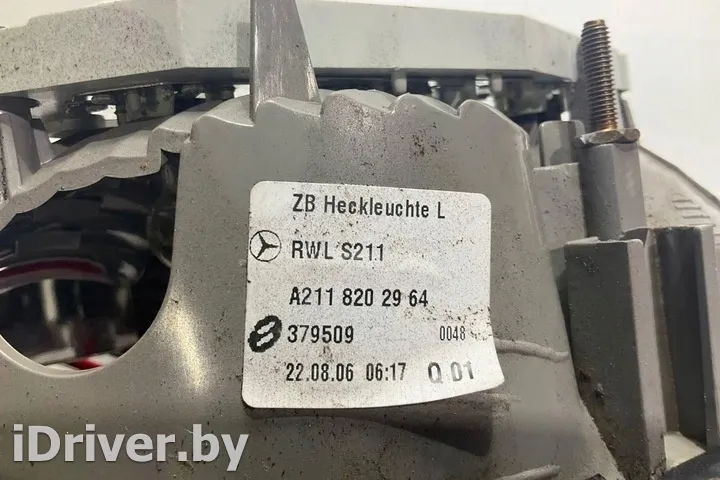 ZB Heckleuchte L
RWL S211
A211 820 29 64
379509 0048
22.08.06 06:17 Q 01
iDriver.by